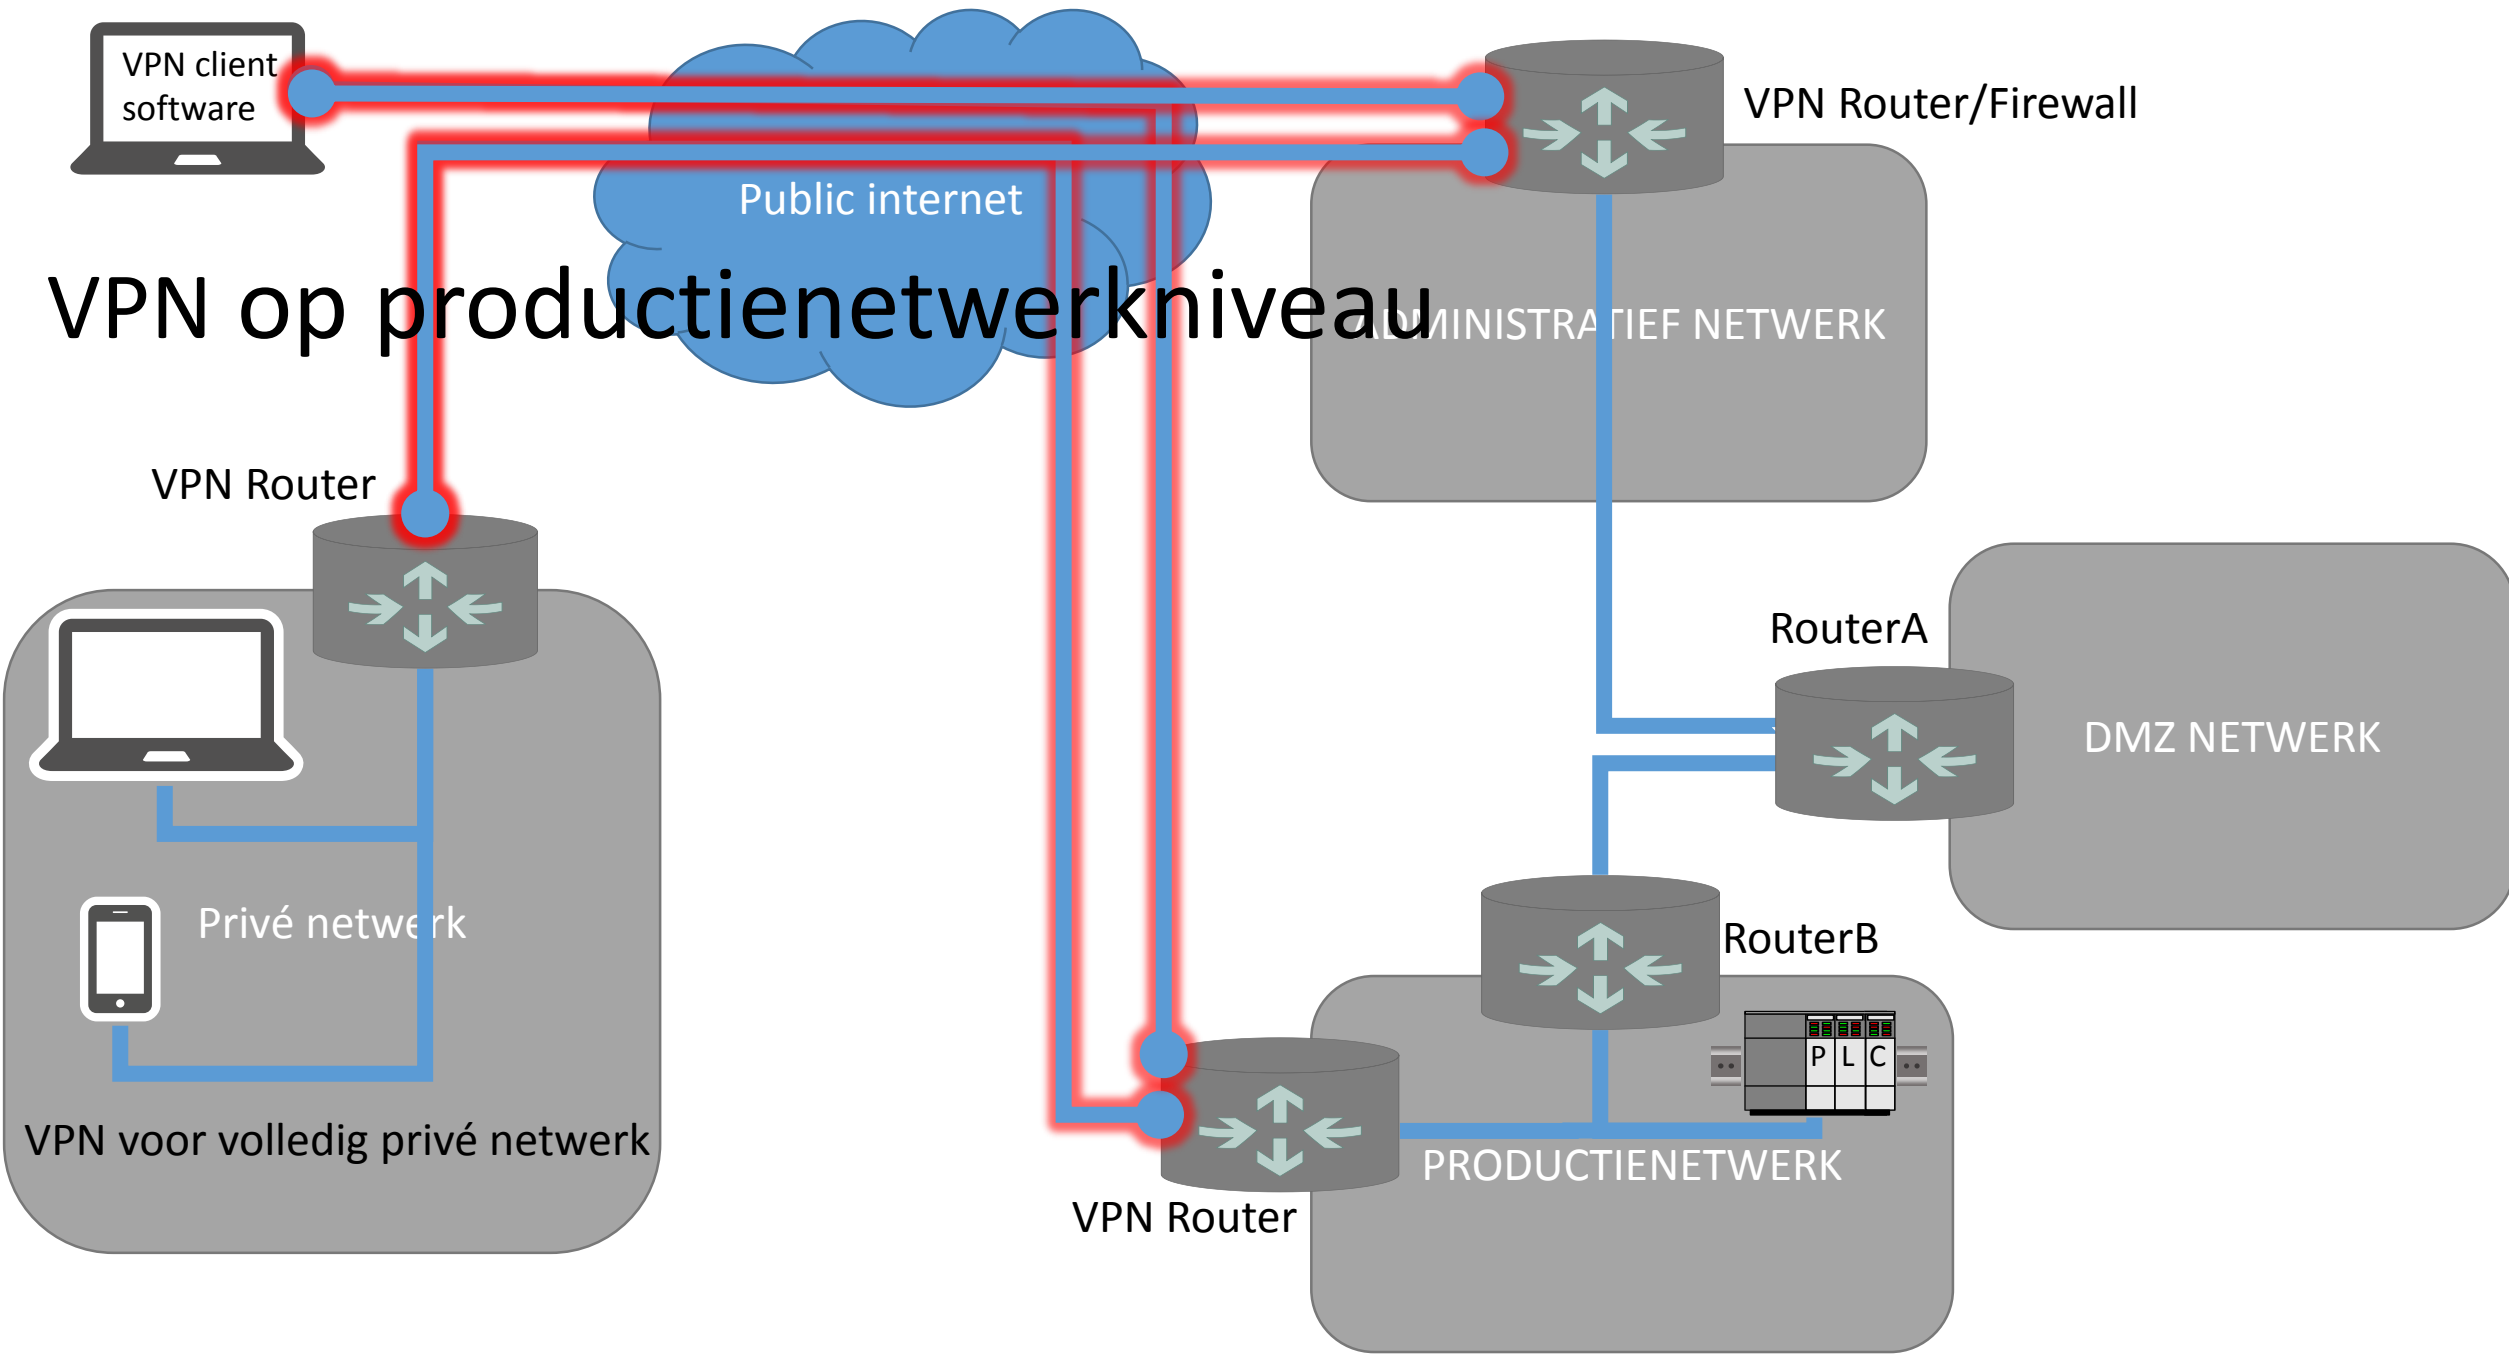 VPN client
software
VPN Router/Firewall
Public internet
VPN op productienetwerkniveau
ADMINISTRATIEF NETWERK
VPN Router
RouterA
DMZ NETWERK
Privé netwerk
RouterB
P L C
VPN voor volledig privé netwerk
PRODUCTIENETWERK
VPN Router